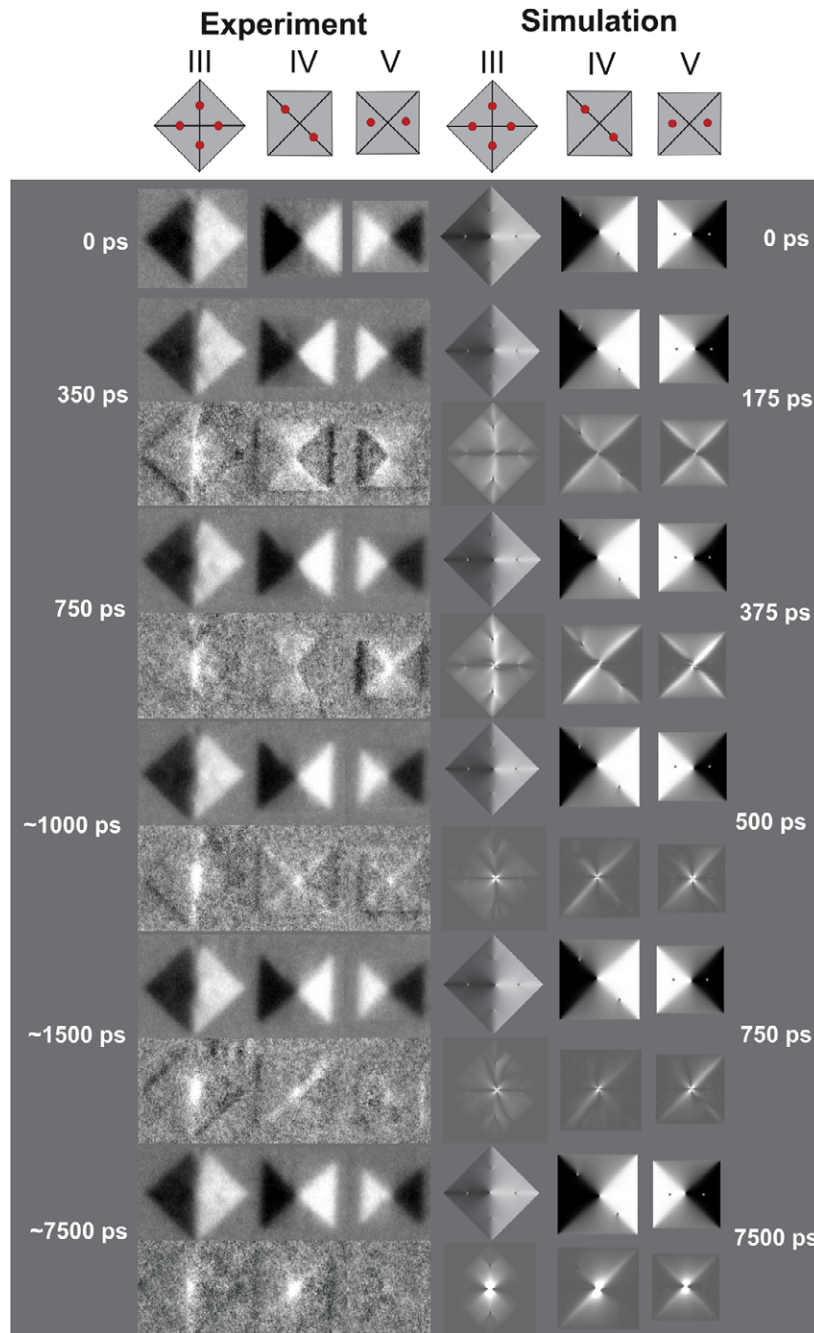 Experiment Simulation
III IV V III IV V
0 ps 0 ps
350 ps 175 ps
750 ps 375 ps
~1000 ps 500 ps
~1500 ps 750 ps
~7500 ps 7500 ps